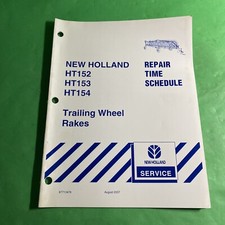 NEW HOLLAND
HT152
HT153
HT154
REPAIR
TIME
SCHEDULE
Trailing Wheel
Rakes
NEW HOLLAND
SERVICE